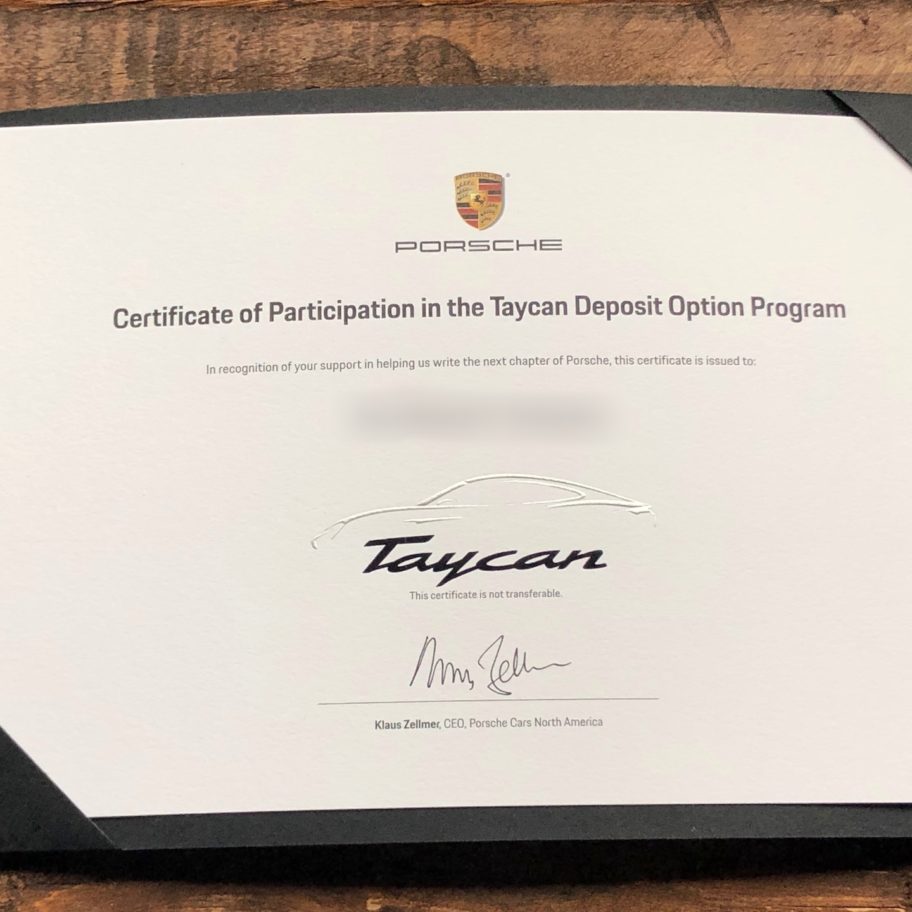 PORSCHE
Certificate of Participation in the Taycan Deposit Option Program
In recognition of your support in helping us write the next chapter of Porsche, this certificate is issued to:
Taycan
This certificate is not transferable.
Klaus Zellmer, CEO, Porsche Cars North America